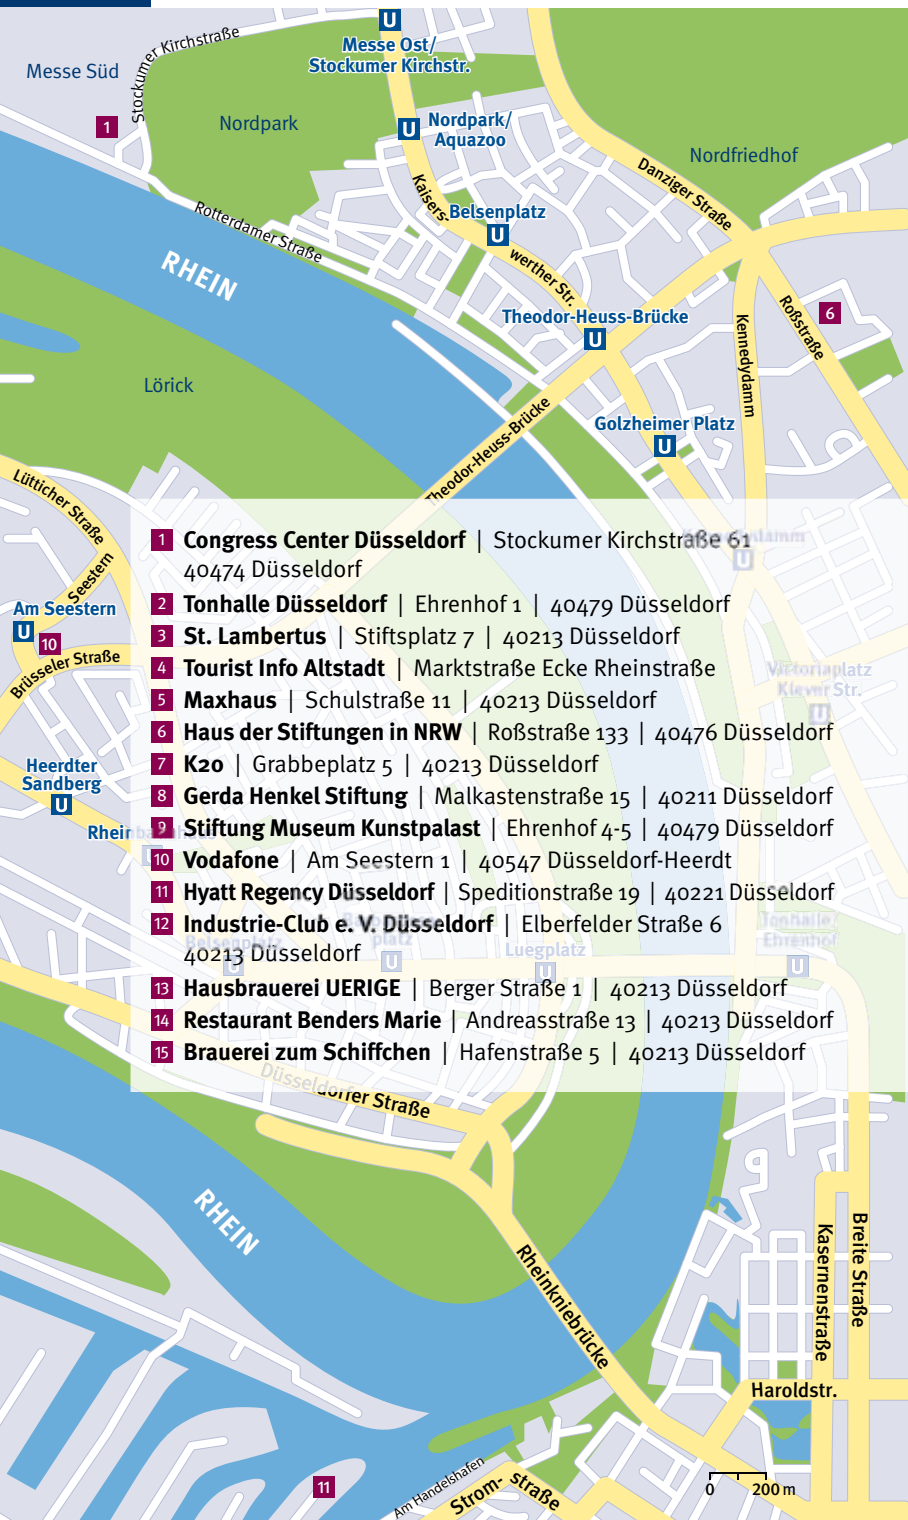 U
Messe Ost/
Stockumer Kirchstr.
Stockumer Kirchstraße
Messe Süd
1
Nordpark
U
Nordpark/
Aquazoo
Nordfriedhof
Danziger Straße
Kaisers-
Belsenplatz
U
werther Str.
Rotterdamer Straße
RHEIN
Theodor-Heuss-Brücke
U
6
Roßstraße
Kennedydamm
Lörick
Theodor-Heuss-Brücke
Golzheimer Platz
U
Lütticher Straße
Seestern
Am Seestern
U
10
Brüsseler Straße
Heerdter
Sandberg
U
1 Congress Center Düsseldorf | Stockumer Kirchstraße 61
40474 Düsseldorf
2 Tonhalle Düsseldorf | Ehrenhof 1 | 40479 Düsseldorf
3 St. Lambertus | Stiftsplatz 7 | 40213 Düsseldorf
4 Tourist Info Altstadt | Marktstraße Ecke Rheinstraße
5 Maxhaus | Schulstraße 11 | 40213 Düsseldorf
6 Haus der Stiftungen in NRW | Roßstraße 133 | 40476 Düsseldorf
7 K20 | Grabbeplatz 5 | 40213 Düsseldorf
8 Gerda Henkel Stiftung | Malkastenstraße 15 | 40211 Düsseldorf
9 Stiftung Museum Kunstpalast | Ehrenhof 4-5 | 40479 Düsseldorf
10 Vodafone | Am Seestern 1 | 40547 Düsseldorf-Heerdt
11 Hyatt Regency Düsseldorf | Speditionstraße 19 | 40221 Düsseldorf
12 Industrie-Club e. V. Düsseldorf | Elberfelder Straße 6
40213 Düsseldorf
13 Hausbrauerei UERIGE | Berger Straße 1 | 40213 Düsseldorf
14 Restaurant Benders Marie | Andreasstraße 13 | 40213 Düsseldorf
15 Brauerei zum Schiffchen | Hafenstraße 5 | 40213 Düsseldorf
U
Victoriaplatz
Klever Str.
U
Belsenplatz
U
platz
U
Luegplatz
U
Tonhalle/
Ehrenhof
U
Düsseldorfer Straße
RHEIN
Rheinkniebrücke
Kasernenstraße
Breite Straße
Haroldstr.
11
Am Handelshafen
Strom-
straße
0 200 m